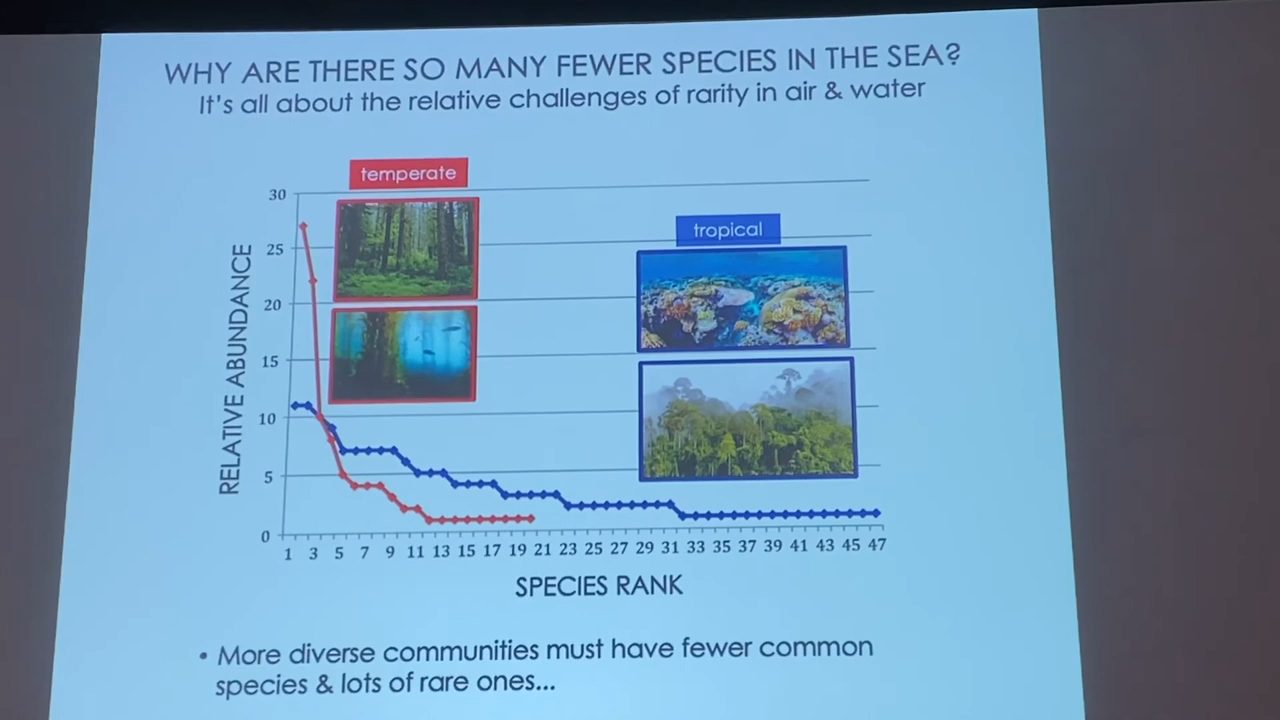 WHY ARE THERE SO MANY FEWER SPECIES IN THE SEA?
It's all about the relative challenges of rarity in air & water
temperate
tropical
RELATIVE ABUNDANCE
30
25
20
15
10
5
0
1 3 5 7 9 11 13 15 17 19 21 23 25 27 29 31 33 35 37 39 41 43 45 47
SPECIES RANK
• More diverse communities must have fewer common
species & lots of rare ones...